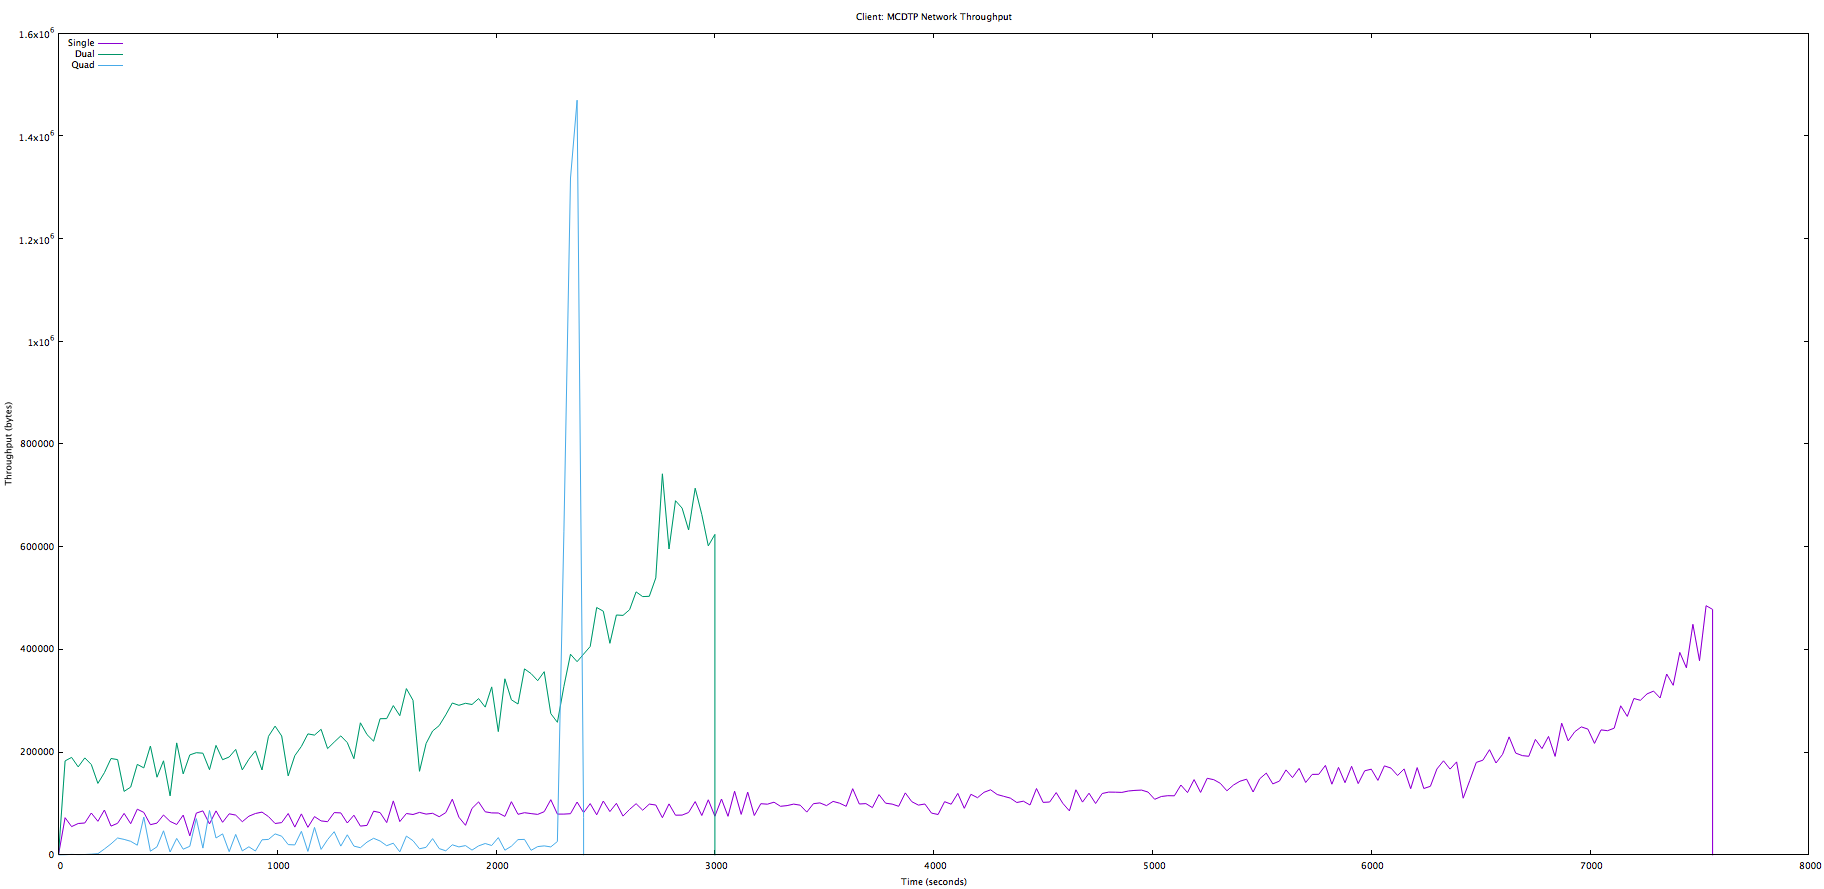 Client: MCDTP Network Throughput
1.6x10^6
Single
Dual
Quad
1.4x10^6
1.2x10^6
1x10^6
800000
Throughput (bytes)
600000
400000
200000
0
0 1000 2000 3000 4000 5000 6000 7000 8000
Time (seconds)